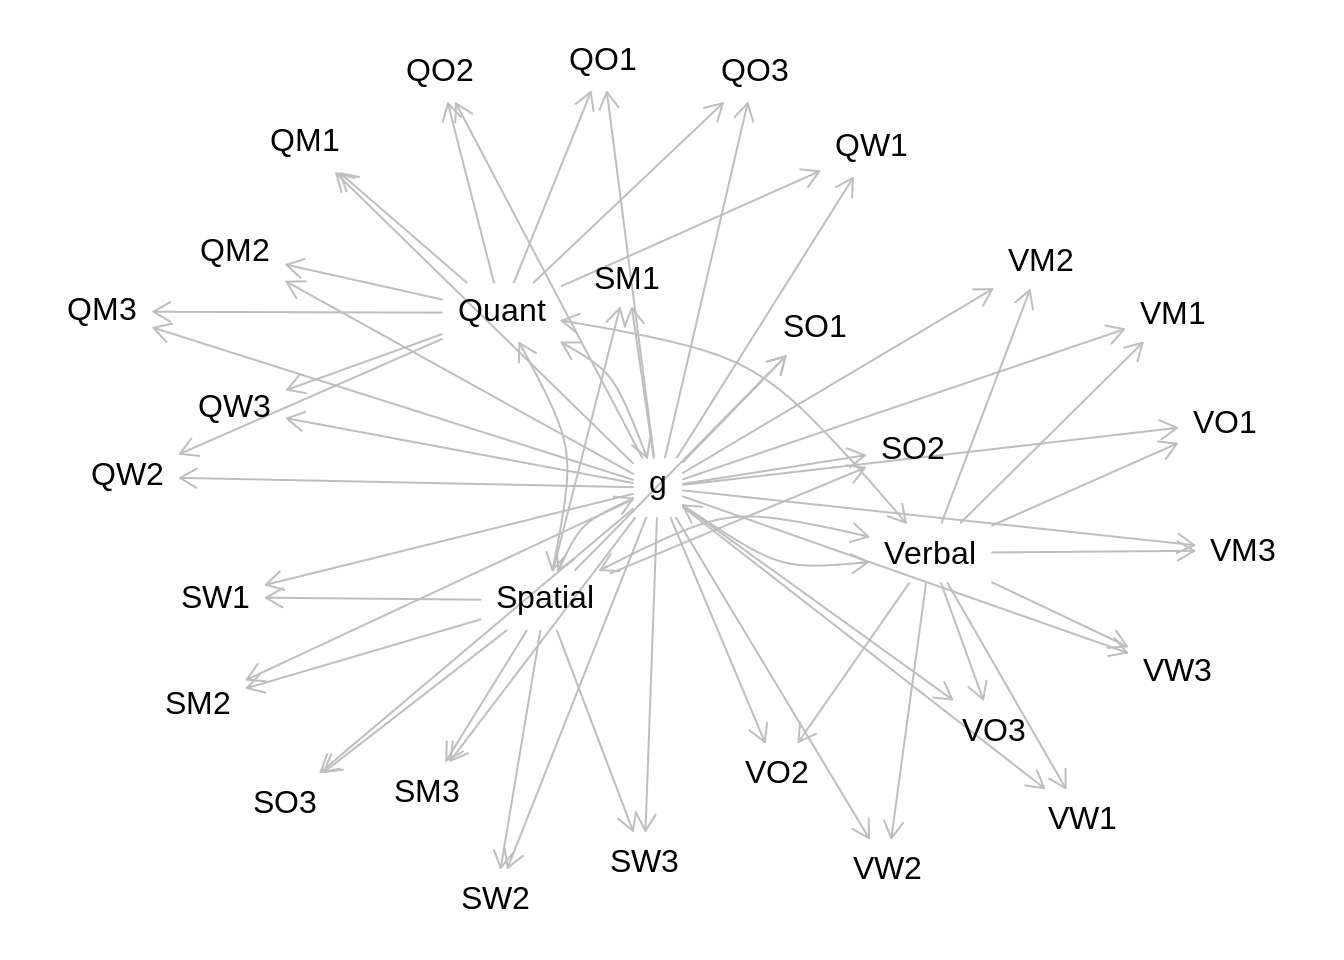 QO1
QO2
QO3
QM1
QW1
QM2
VM2
SM1
QM3
Quant
VM1
SO1
QW3
VO1
SO2
QW2
g
VM3
Verbal
SW1
Spatial
VW3
SM2
VO3
VO2
SM3
SO3
VW1
SW3
VW2
SW2